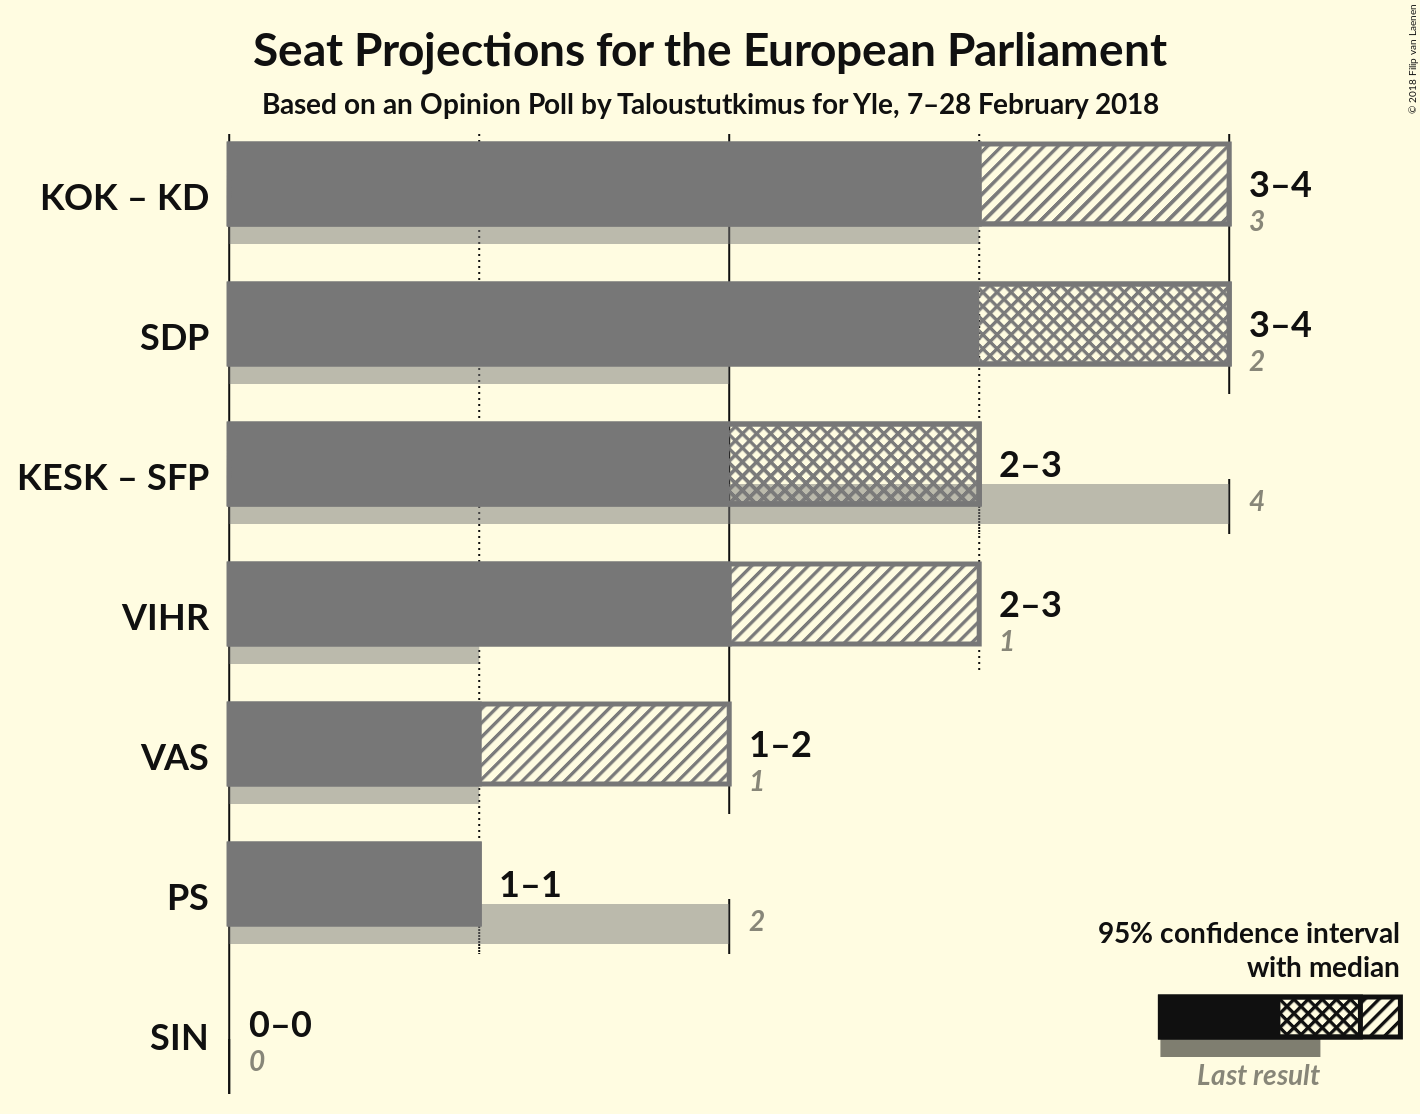 Seat Projections for the European Parliament
Based on an Opinion Poll by Taloustutkimus for Yle, 7–28 February 2018
© 2018 Filip van Laenen
KOK – KD
3–4
3
SDP
3–4
2
KESK – SFP
2–3
4
VIHR
2–3
1
VAS
1–2
1
PS
1–1
2
SIN
0–0
0
95% confidence interval
with median
Last result